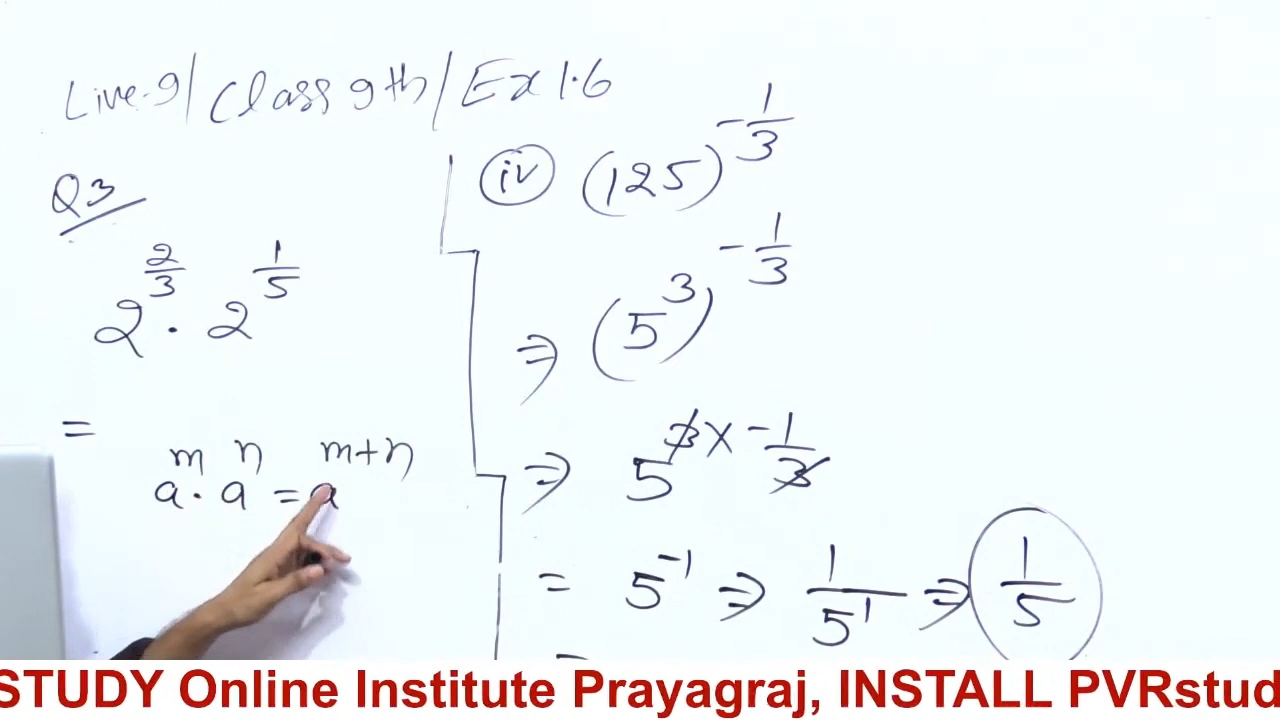 Live-9/Class 9th/Ex 1.6
Q3
2^(2/3) · 2^(1/5)
=
a^m · a^n = a^(m+n)
(iv) (125)^(-1/3)
⇒ (5^3)^(-1/3)
⇒ 5^(3 × -1/3)
= 5^(-1) ⇒ 1/5^1 ⇒ 1/5
=
STUDY Online Institute Prayagraj, INSTALL PVRstud